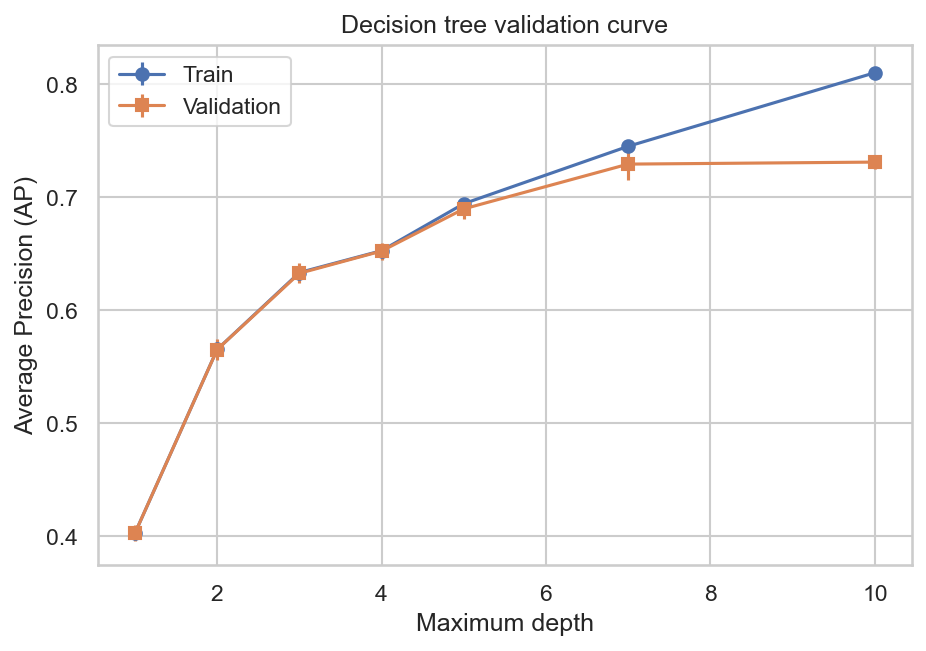 Decision tree validation curve
Train
Validation
Average Precision (AP)
0.8
0.7
0.6
0.5
0.4
2 4 6 8 10
Maximum depth